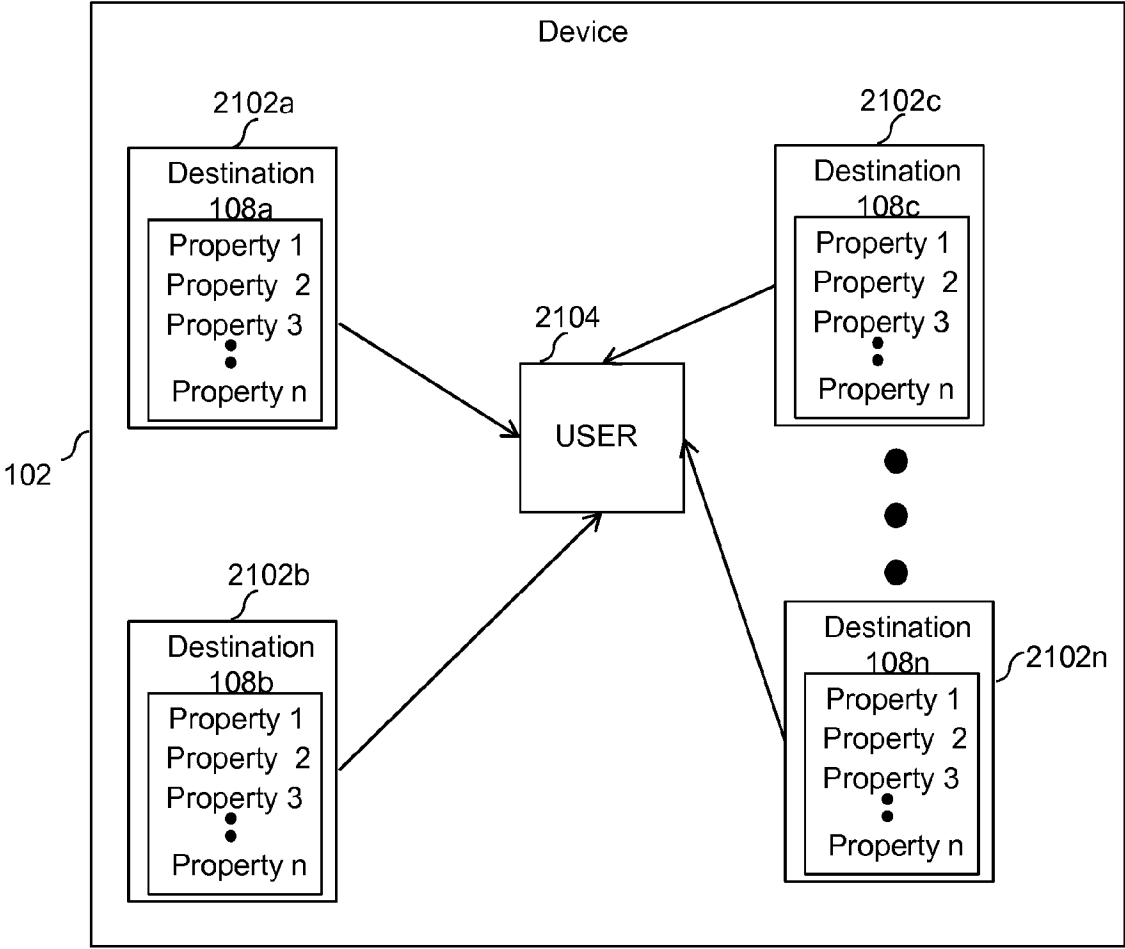 Device
2102a
Destination
108a
Property 1
Property 2
Property 3
Property n
2102c
Destination
108c
Property 1
Property 2
Property 3
Property n
2104
USER
102
2102b
Destination
108b
Property 1
Property 2
Property 3
Property n
2102n
Destination
108n
Property 1
Property 2
Property 3
Property n